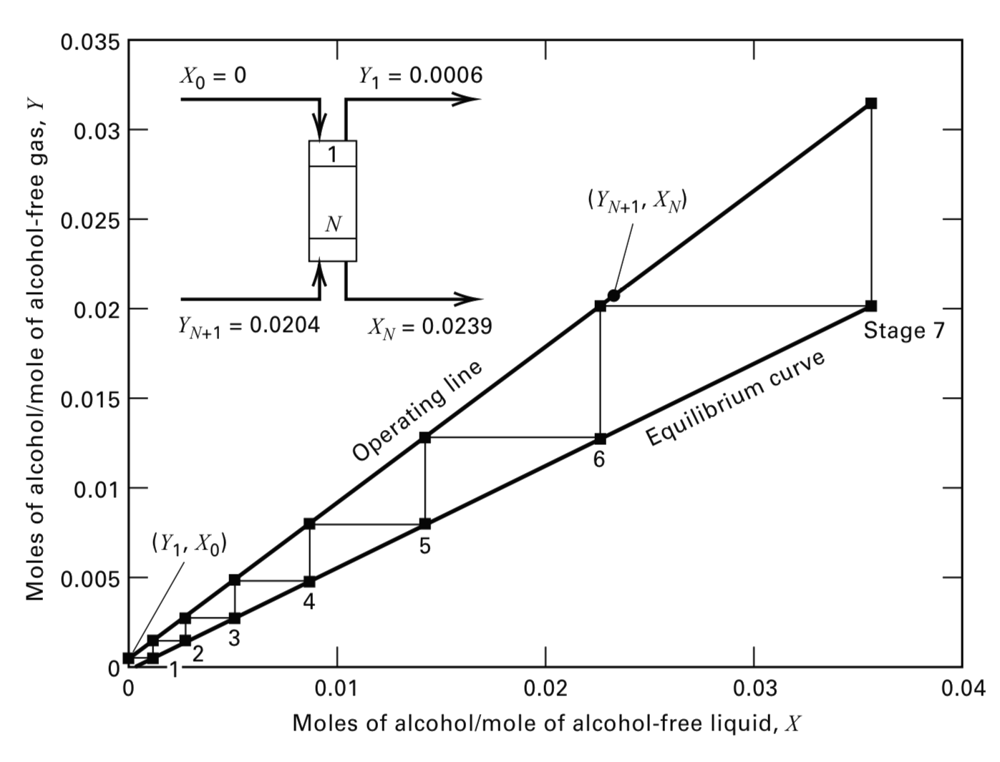 0.035
X0 = 0
Y1 = 0.0006
0.03
1
0.025
(YN+1, XN)
N
0.02
YN+1 = 0.0204
XN = 0.0239
Stage 7
Operating line
Equilibrium curve
0.015
6
0.01
(Y1, X0)
5
0.005
4
3
2
1
0
0
0.01
0.02
0.03
0.04
Moles of alcohol/mole of alcohol-free gas, Y
Moles of alcohol/mole of alcohol-free liquid, X